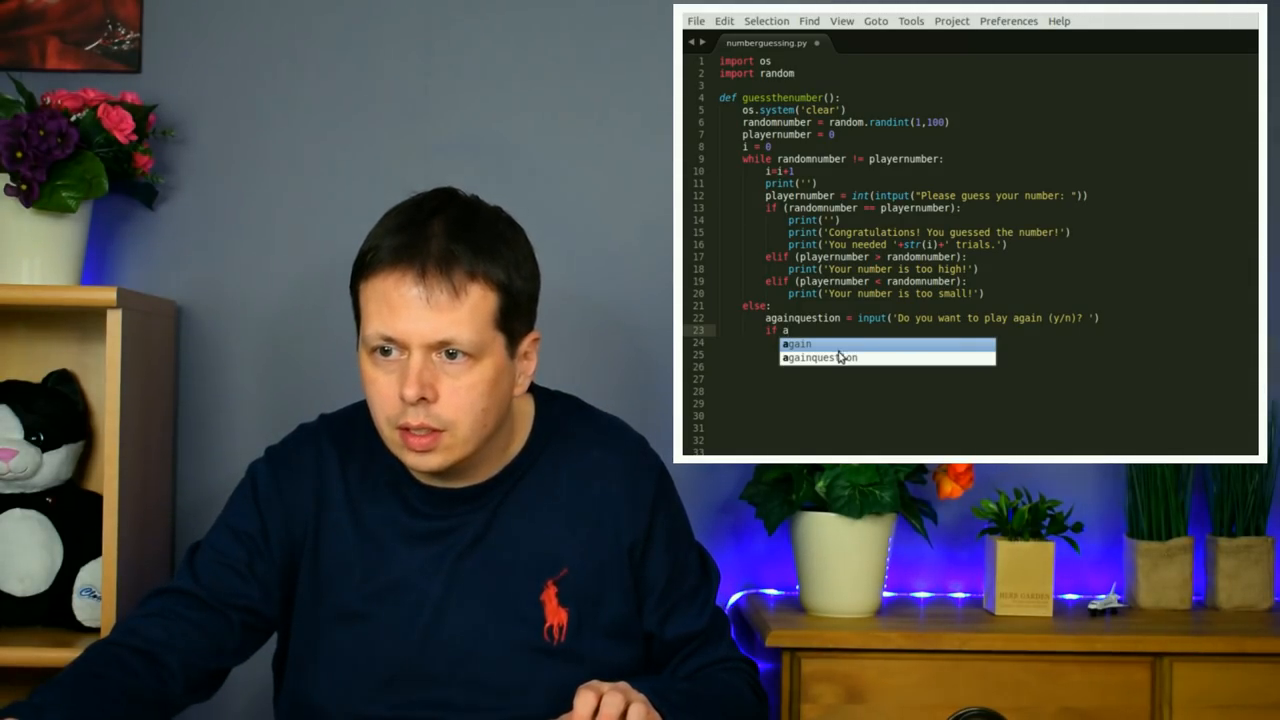 File Edit Selection Find View Goto Tools Project Preferences Help
numberguessing.py
1 import os
2 import random
3
4 def guessthenumber():
5 os.system('clear')
6 randomnumber = random.randint(1,100)
7 playernumber = 0
8 i = 0
9 while randomnumber != playernumber:
10 i=i+1
11 print('')
12 playernumber = int(intput("Please guess your number: "))
13 if (randomnumber == playernumber):
14 print('')
15 print('Congratulations! You guessed the number!')
16 print('You needed '+str(i)+' trials.')
17 elif (playernumber > randomnumber):
18 print('Your number is too high!')
19 elif (playernumber < randomnumber):
20 print('Your number is too small!')
21 else:
22 againquestion = input('Do you want to play again (y/n)? ')
23 if a
24 again
25 againquestion
26
27
28
29
30
31
32
33
HERB GARDEN